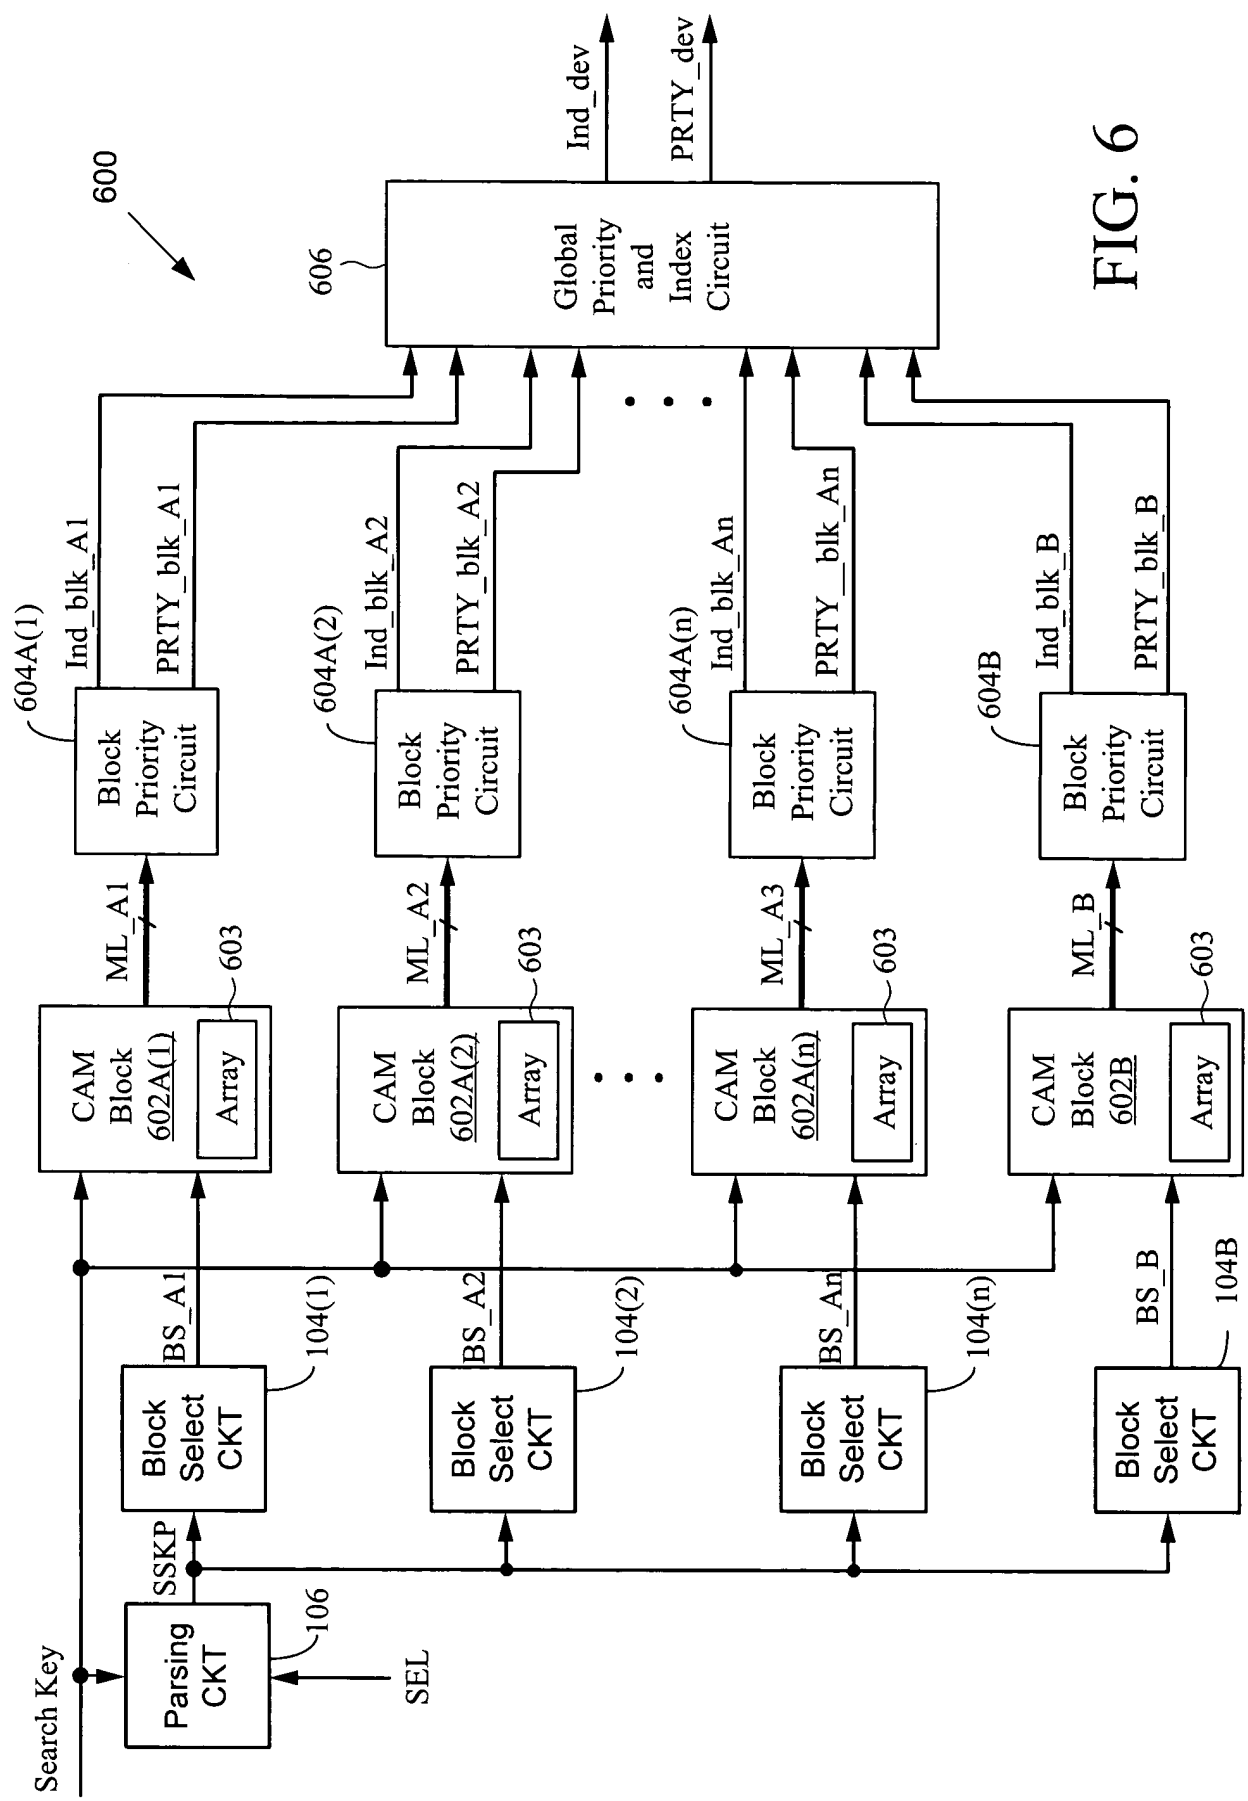 600
Search Key
Parsing
CKT
106
SEL
SSKP
Block
Select
CKT
104(1)
BS_A1
CAM
Block
602A(1)
Array
603
ML_A1
Block
Priority
Circuit
604A(1)
Ind_blk_A1
PRTY_blk_A1
Block
Select
CKT
104(2)
BS_A2
CAM
Block
602A(2)
Array
603
ML_A2
Block
Priority
Circuit
604A(2)
Ind_blk_A2
PRTY_blk_A2
Block
Select
CKT
104(n)
BS_An
CAM
Block
602A(n)
Array
603
ML_A3
Block
Priority
Circuit
604A(n)
Ind_blk_An
PRTY_blk_An
Block
Select
CKT
104B
BS_B
CAM
Block
602B
Array
603
ML_B
Block
Priority
Circuit
604B
Ind_blk_B
PRTY_blk_B
606
Global
Priority
and
Index
Circuit
Ind_dev
PRTY_dev
FIG. 6